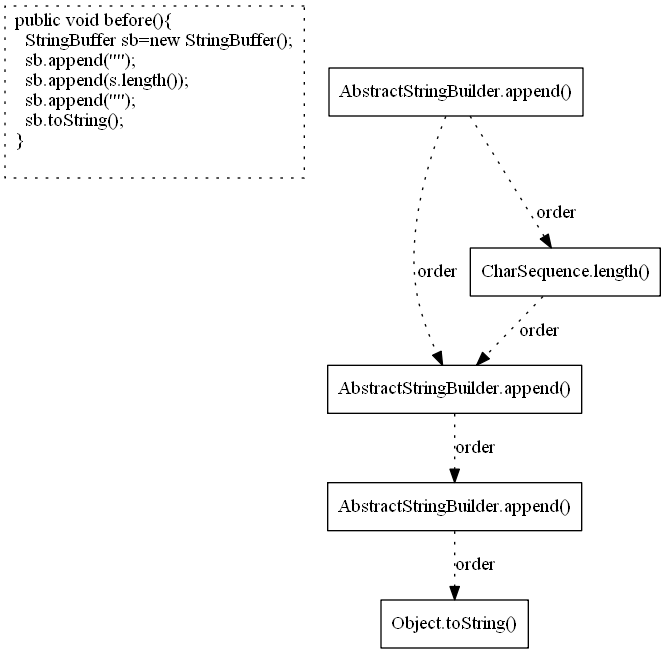 public void before(){
StringBuffer sb=new StringBuffer();
sb.append("");
sb.append(s.length());
sb.append("");
sb.toString();
}
AbstractStringBuilder.append()
order
CharSequence.length()
order
order
AbstractStringBuilder.append()
order
AbstractStringBuilder.append()
order
Object.toString()